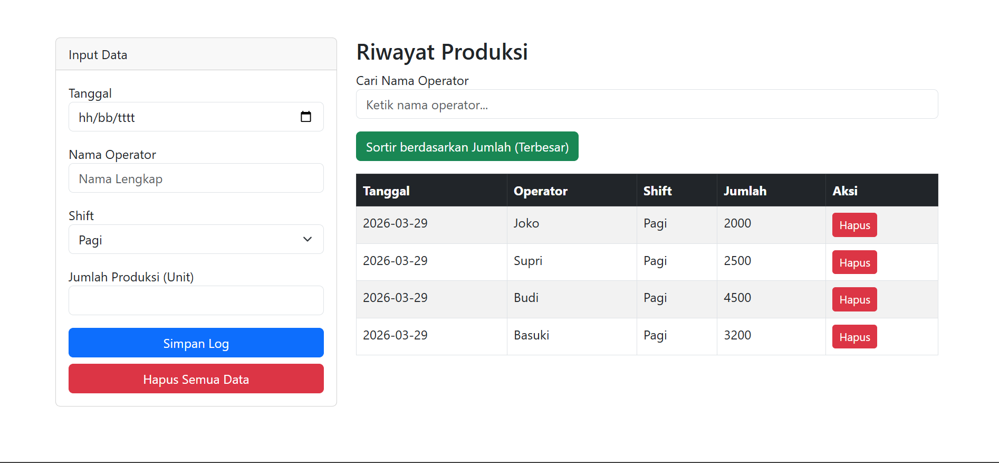 Input Data
Tanggal
hh/bb/tttt
Nama Operator
Nama Lengkap
Shift
Pagi
Jumlah Produksi (Unit)
Simpan Log
Hapus Semua Data
Riwayat Produksi
Cari Nama Operator
Ketik nama operator...
Sortir berdasarkan Jumlah (Terbesar)
Tanggal Operator Shift Jumlah Aksi
2026-03-29 Joko Pagi 2000 Hapus
2026-03-29 Supri Pagi 2500 Hapus
2026-03-29 Budi Pagi 4500 Hapus
2026-03-29 Basuki Pagi 3200 Hapus